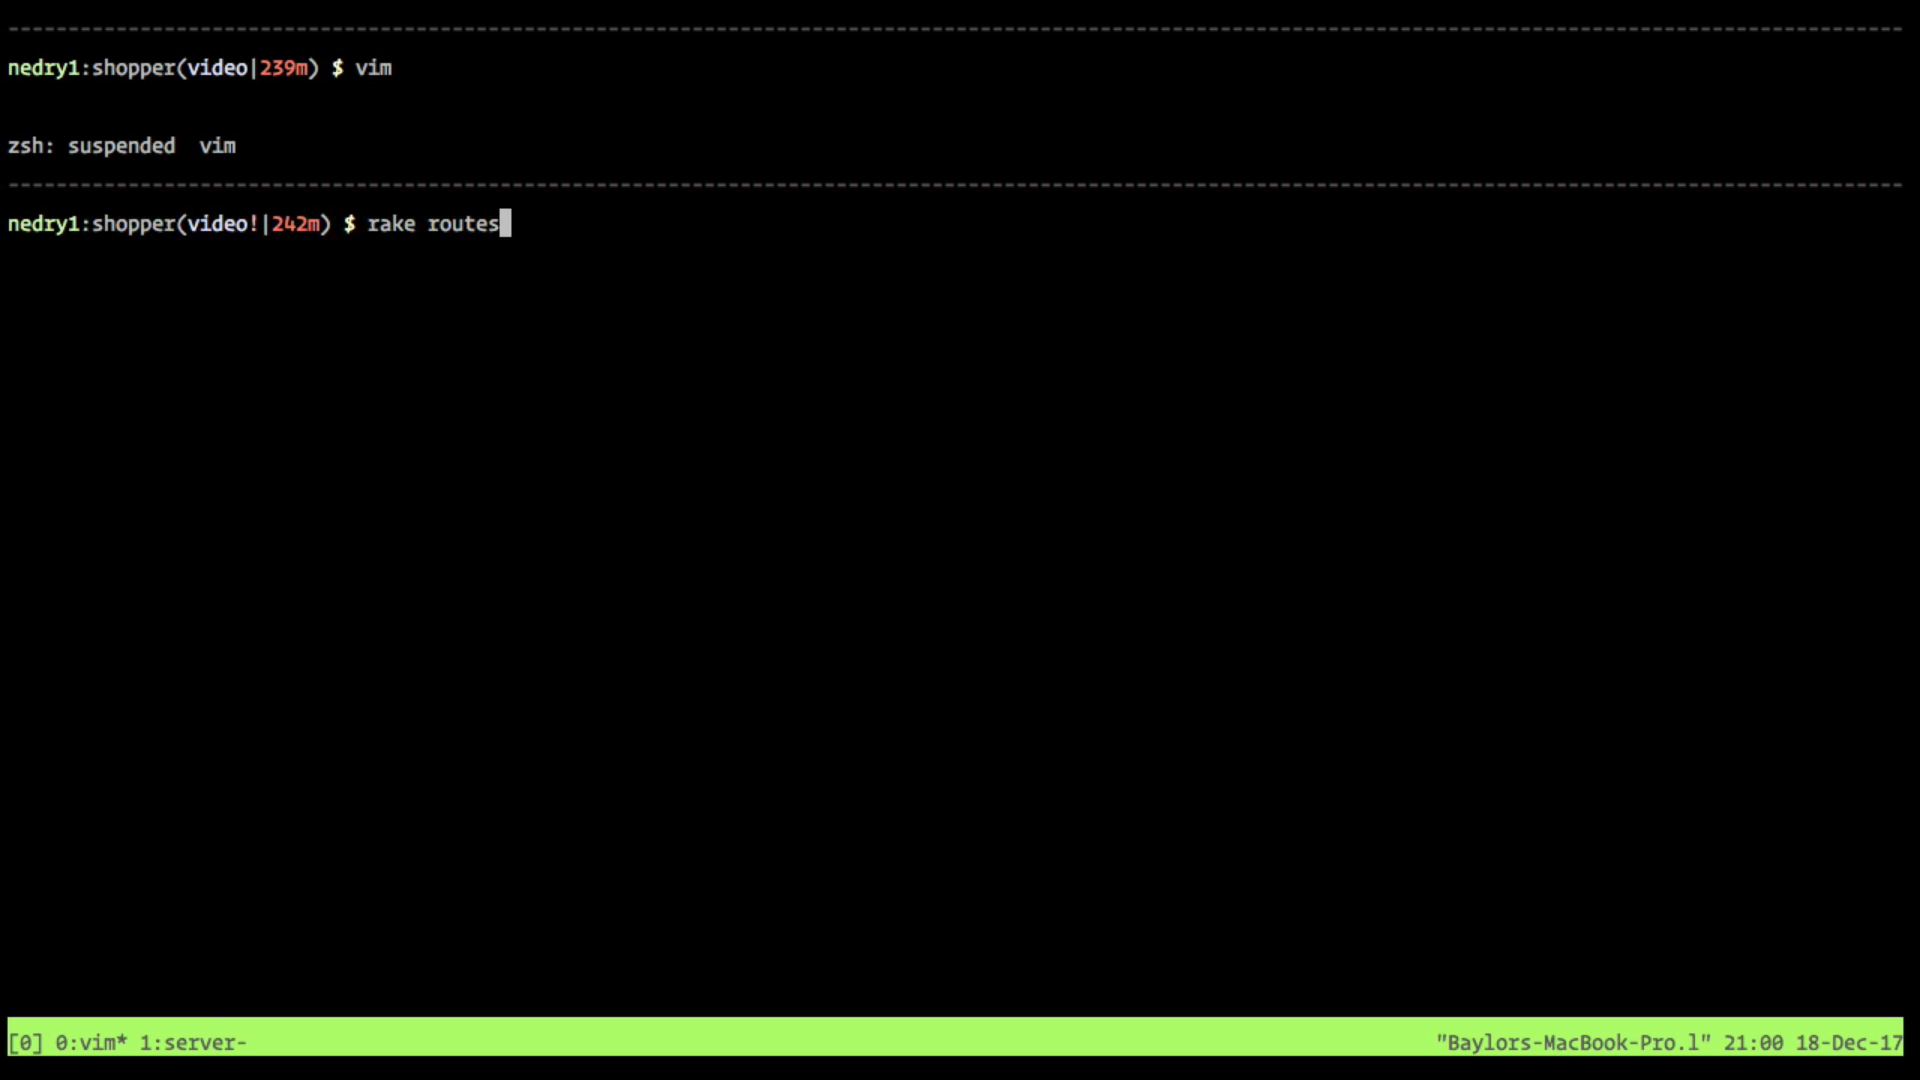 nedry1:shopper(video|239m) $ vim
zsh: suspended  vim
nedry1:shopper(video!|242m) $ rake routes
[0] 0:vim* 1:server- "Baylors-MacBook-Pro.l" 21:00 18-Dec-17